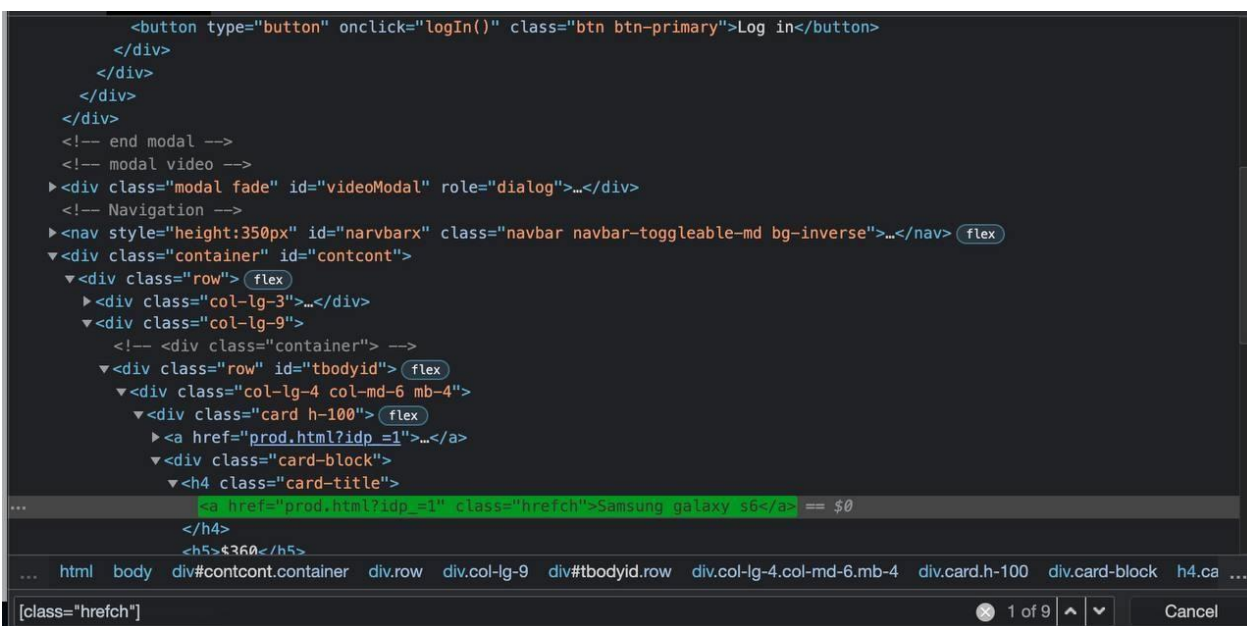 <button type="button" onclick="logIn()" class="btn btn-primary">Log in</button>
</div>
</div>
</div>
</div>
<!-- end modal -->
<!-- modal video -->
<div class="modal fade" id="videoModal" role="dialog">…</div>
<!-- Navigation -->
<nav style="height:350px" id="narvbarx" class="navbar navbar-toggleable-md bg-inverse">…</nav> flex
<div class="container" id="contcont">
<div class="row"> flex
<div class="col-lg-3">…</div>
<div class="col-lg-9">
<!-- <div class="container"> -->
<div class="row" id="tbodyid"> flex
<div class="col-lg-4 col-md-6 mb-4">
<div class="card h-100"> flex
<a href="prod.html?idp_=1">…</a>
<div class="card-block">
<h4 class="card-title">
... <a href="prod.html?idp_=1" class="hrefch">Samsung galaxy s6</a> == $0
</h4>
<h5>$360</h5>
... html body div#contcont.container div.row div.col-lg-9 div#tbodyid.row div.col-lg-4.col-md-6.mb-4 div.card.h-100 div.card-block h4.ca ...
[class="hrefch"] 1 of 9 Cancel